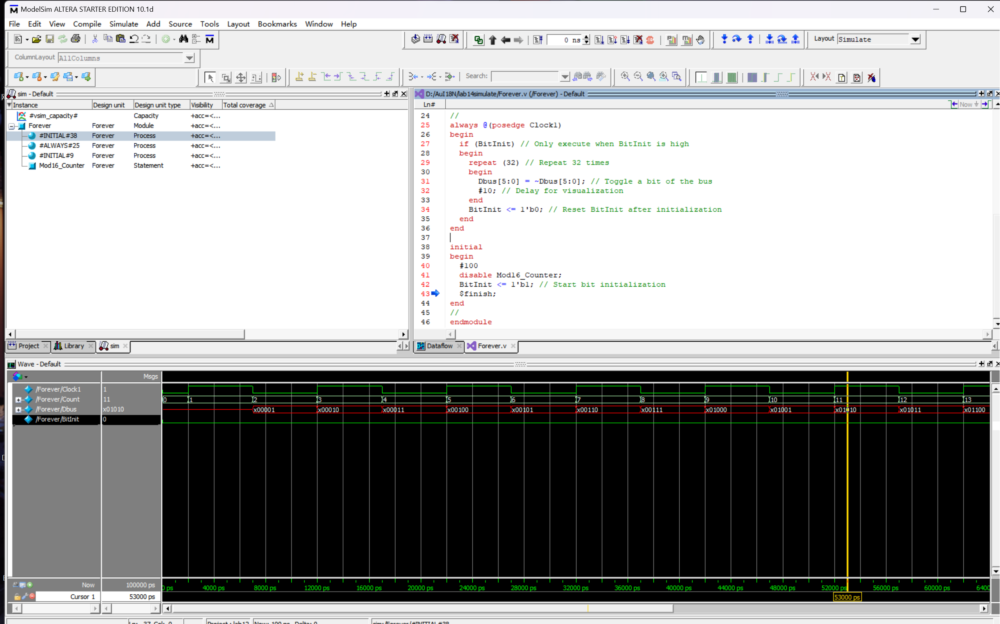 ModelSim ALTERA STARTER EDITION 10.1d
File Edit View Compile Simulate Add Source Tools Layout Bookmarks Window Help
0 ns
Layout Simulate
ColumnLayout AllColumns
Search:
sim - Default
Instance Design unit Design unit type Visibility Total coverage
#vsim_capacity# Capacity +acc=<...
Forever Forever Module +acc=<...
#INITIAL#38 Forever Process +acc=<...
#ALWAYS#25 Forever Process +acc=<...
#INITIAL#9 Forever Process +acc=<...
Mod16_Counter Forever Statement +acc=<...
Project Library sim
D:/AuI18N/lab14simulate/Forever.v (/Forever) - Default
Ln# Now
24 //
25 always @(posedge Clock1)
26 begin
27 if (BitInit) // Only execute when BitInit is high
28 begin
29 repeat (32) // Repeat 32 times
30 begin
31 Dbus[5:0] = ~Dbus[5:0]; // Toggle a bit of the bus
32 #10; // Delay for visualization
33 end
34 BitInit <= 1'b0; // Reset BitInit after initialization
35 end
36 end
37
38 initial
39 begin
40 #100
41 disable Mod16_Counter;
42 BitInit <= 1'b1; // Start bit initialization
43 $finish;
44 end
45 //
46 endmodule
Dataflow Forever.v
Wave - Default
Msgs
/Forever/Clock1 1
/Forever/Count 11 0 1 2 3 4 5 6 7 8 9 10 11 12 13
/Forever/Dbus x01010 x00001 x00010 x00011 x00100 x00101 x00110 x00111 x01000 x01001 x01010 x01011 x01100
/Forever/BitInit 0
Now 100000 ps 0 ps 4000 ps 8000 ps 12000 ps 16000 ps 20000 ps 24000 ps 28000 ps 32000 ps 36000 ps 40000 ps 44000 ps 48000 ps 52000 ps 56000 ps 60000 ps 6400
Cursor 1 53000 ps 53000 ps
Ln: 37 Col: 0 Project : lab12 Now: 100 ns Delta: 0 sim:/Forever/#INITIAL#38